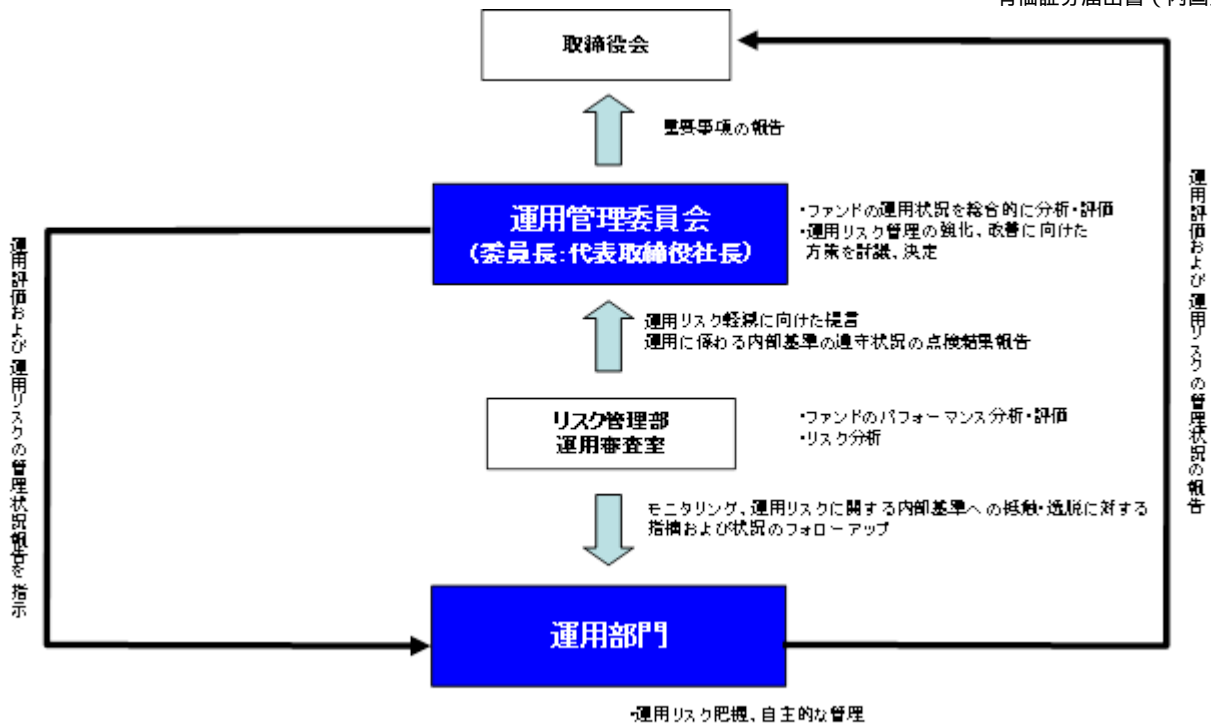 有価証券届出書（内国
取締役会
重要事項の報告
運用管理委員会
(委員長:代表取締役社長)
・ファンドの運用状況を総合的に分析・評価
・運用リスク管理の強化、改善に向けた
方策を討議、決定
運用リスク軽減に向けた提言
運用に係わる内部基準の遵守状況の点検結果報告
リスク管理部
運用審査室
・ファンドのパフォーマンス分析・評価
・リスク分析
モニタリング、運用リスクに関する内部基準への抵触・逸脱に対する
指摘および状況のフォローアップ
運用部門
・運用リスク把握、自主的な管理
運用評価および運用リスクの管理状況報告を指示
運用評価および運用リスクの管理状況の報告